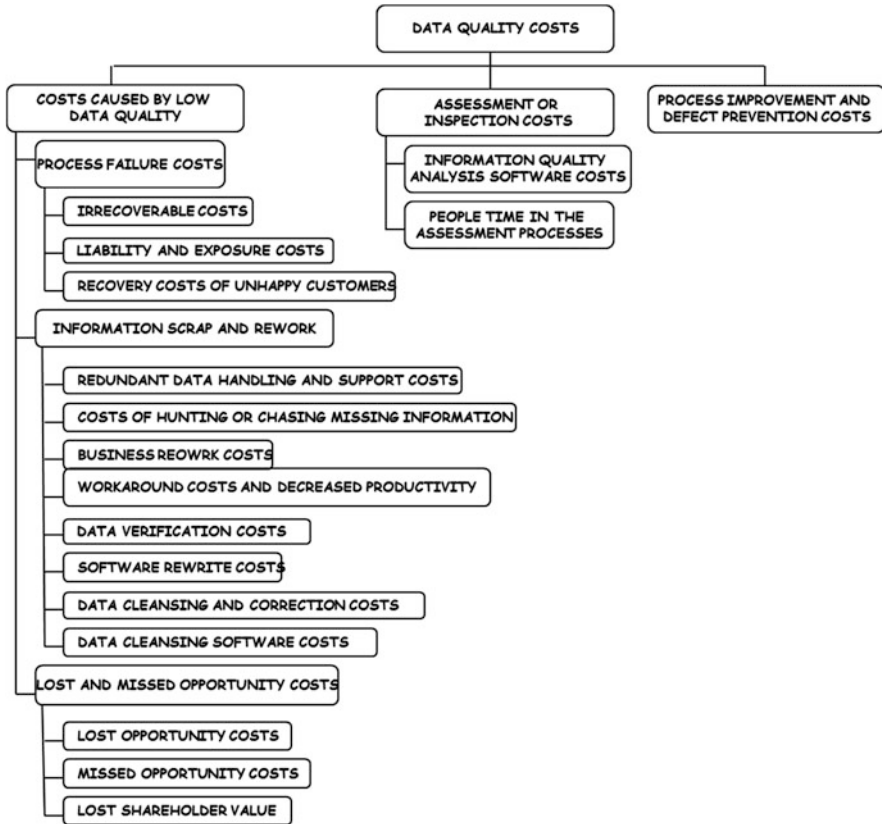 DATA QUALITY COSTS
COSTS CAUSED BY LOW
DATA QUALITY
ASSESSMENT OR
INSPECTION COSTS
PROCESS IMPROVEMENT AND
DEFECT PREVENTION COSTS
PROCESS FAILURE COSTS
IRRECOVERABLE COSTS
LIABILITY AND EXPOSURE COSTS
RECOVERY COSTS OF UNHAPPY CUSTOMERS
INFORMATION QUALITY
ANALYSIS SOFTWARE COSTS
PEOPLE TIME IN THE
ASSESSMENT PROCESSES
INFORMATION SCRAP AND REWORK
REDUNDANT DATA HANDLING AND SUPPORT COSTS
COSTS OF HUNTING OR CHASING MISSING INFORMATION
BUSINESS REOWRK COSTS
WORKAROUND COSTS AND DECREASED PRODUCTIVITY
DATA VERIFICATION COSTS
SOFTWARE REWRITE COSTS
DATA CLEANSING AND CORRECTION COSTS
DATA CLEANSING SOFTWARE COSTS
LOST AND MISSED OPPORTUNITY COSTS
LOST OPPORTUNITY COSTS
MISSED OPPORTUNITY COSTS
LOST SHAREHOLDER VALUE